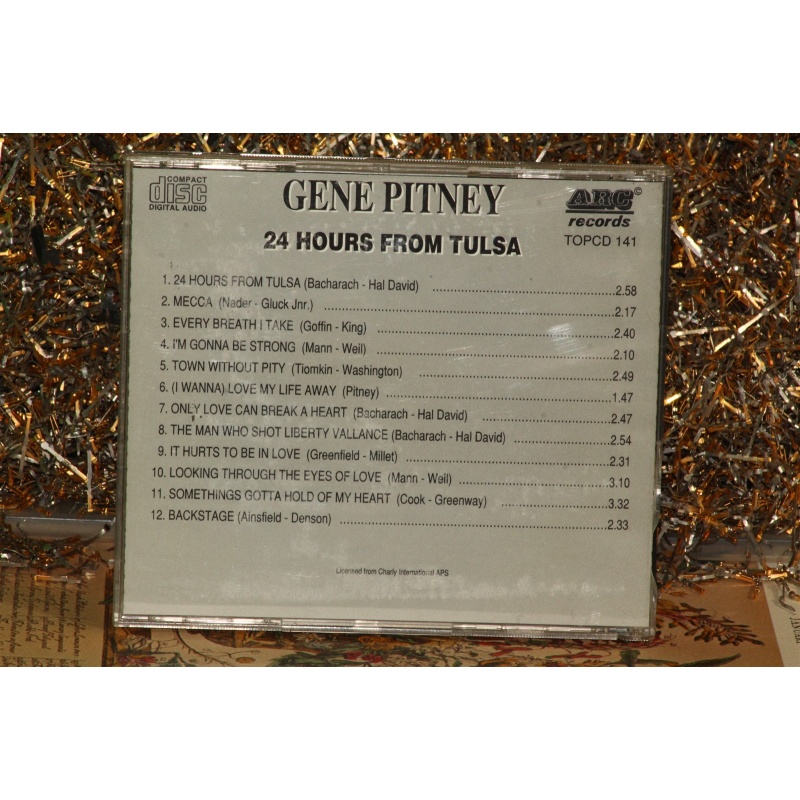 COMPACT
disc
DIGITAL AUDIO
GENE PITNEY
ARC©
records
TOPCD 141
24 HOURS FROM TULSA
1. 24 HOURS FROM TULSA (Bacharach - Hal David) 2.58
2. MECCA (Nader - Gluck Jnr.) 2.17
3. EVERY BREATH I TAKE (Goffin - King) 2.40
4. I'M GONNA BE STRONG (Mann - Weil) 2.10
5. TOWN WITHOUT PITY (Tiomkin - Washington) 2.49
6. (I WANNA) LOVE MY LIFE AWAY (Pitney) 1.47
7. ONLY LOVE CAN BREAK A HEART (Bacharach - Hal David) 2.47
8. THE MAN WHO SHOT LIBERTY VALLANCE (Bacharach - Hal David) 2.54
9. IT HURTS TO BE IN LOVE (Greenfield - Millet) 2.31
10. LOOKING THROUGH THE EYES OF LOVE (Mann - Weil) 3.10
11. SOMETHINGS GOTTA HOLD OF MY HEART (Cook - Greenway) 3.32
12. BACKSTAGE (Ainsfield - Denson) 2.33
Licensed from Charly International APS